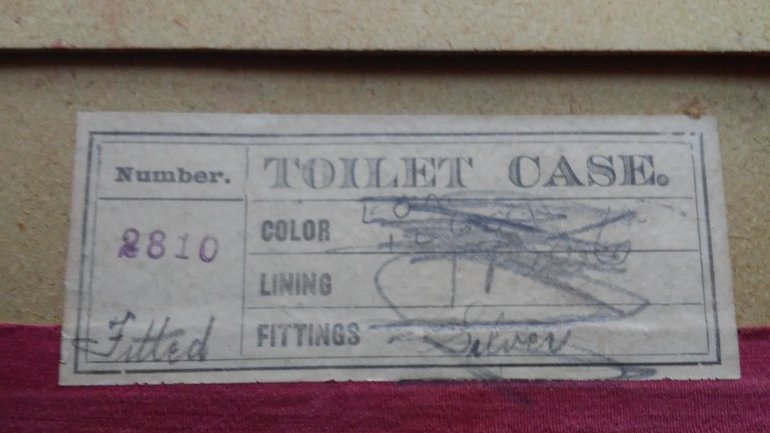 Number. TOILET CASE.
COLOR
2810
LINING
Fitted FITTINGS Silver